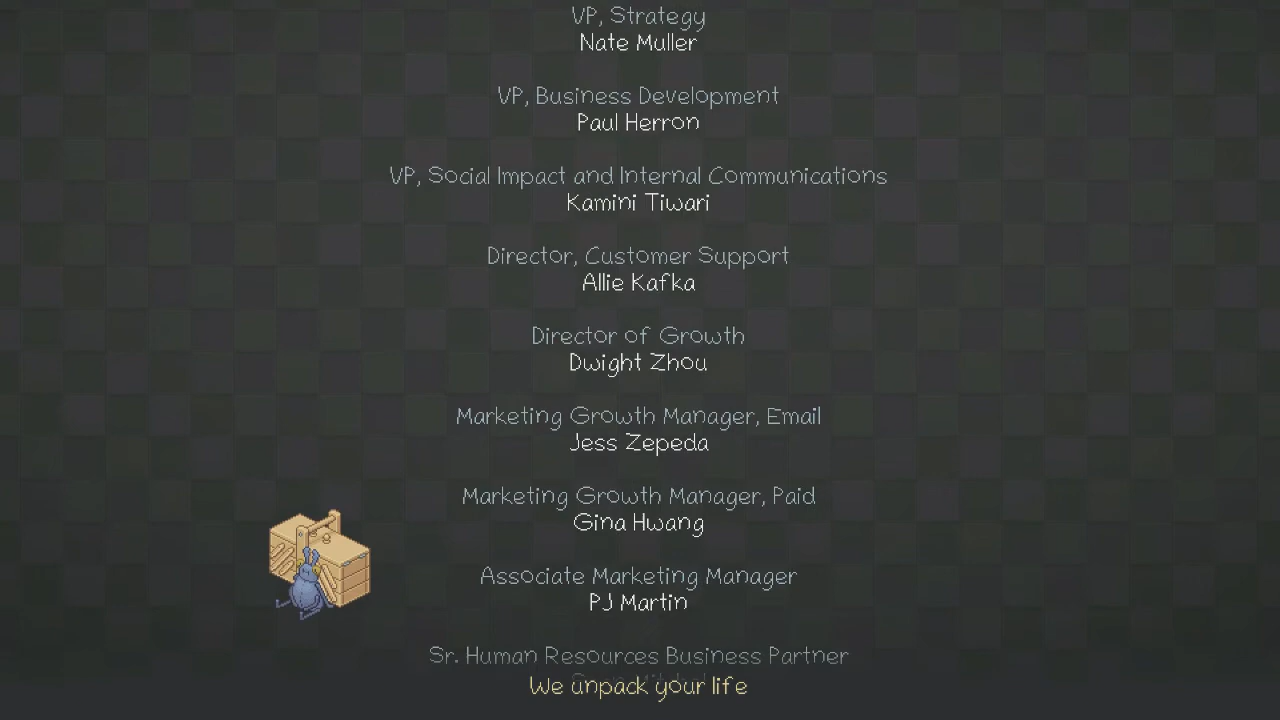 VP, Strategy
Nate Muller
VP, Business Development
Paul Herron
VP, Social Impact and Internal Communications
Kamini Tiwari
Director, Customer Support
Allie Kafka
Director of Growth
Dwight Zhou
Marketing Growth Manager, Email
Jess Zepeda
Marketing Growth Manager, Paid
Gina Hwang
Associate Marketing Manager
PJ Martin
Sr. Human Resources Business Partner
We unpack your life